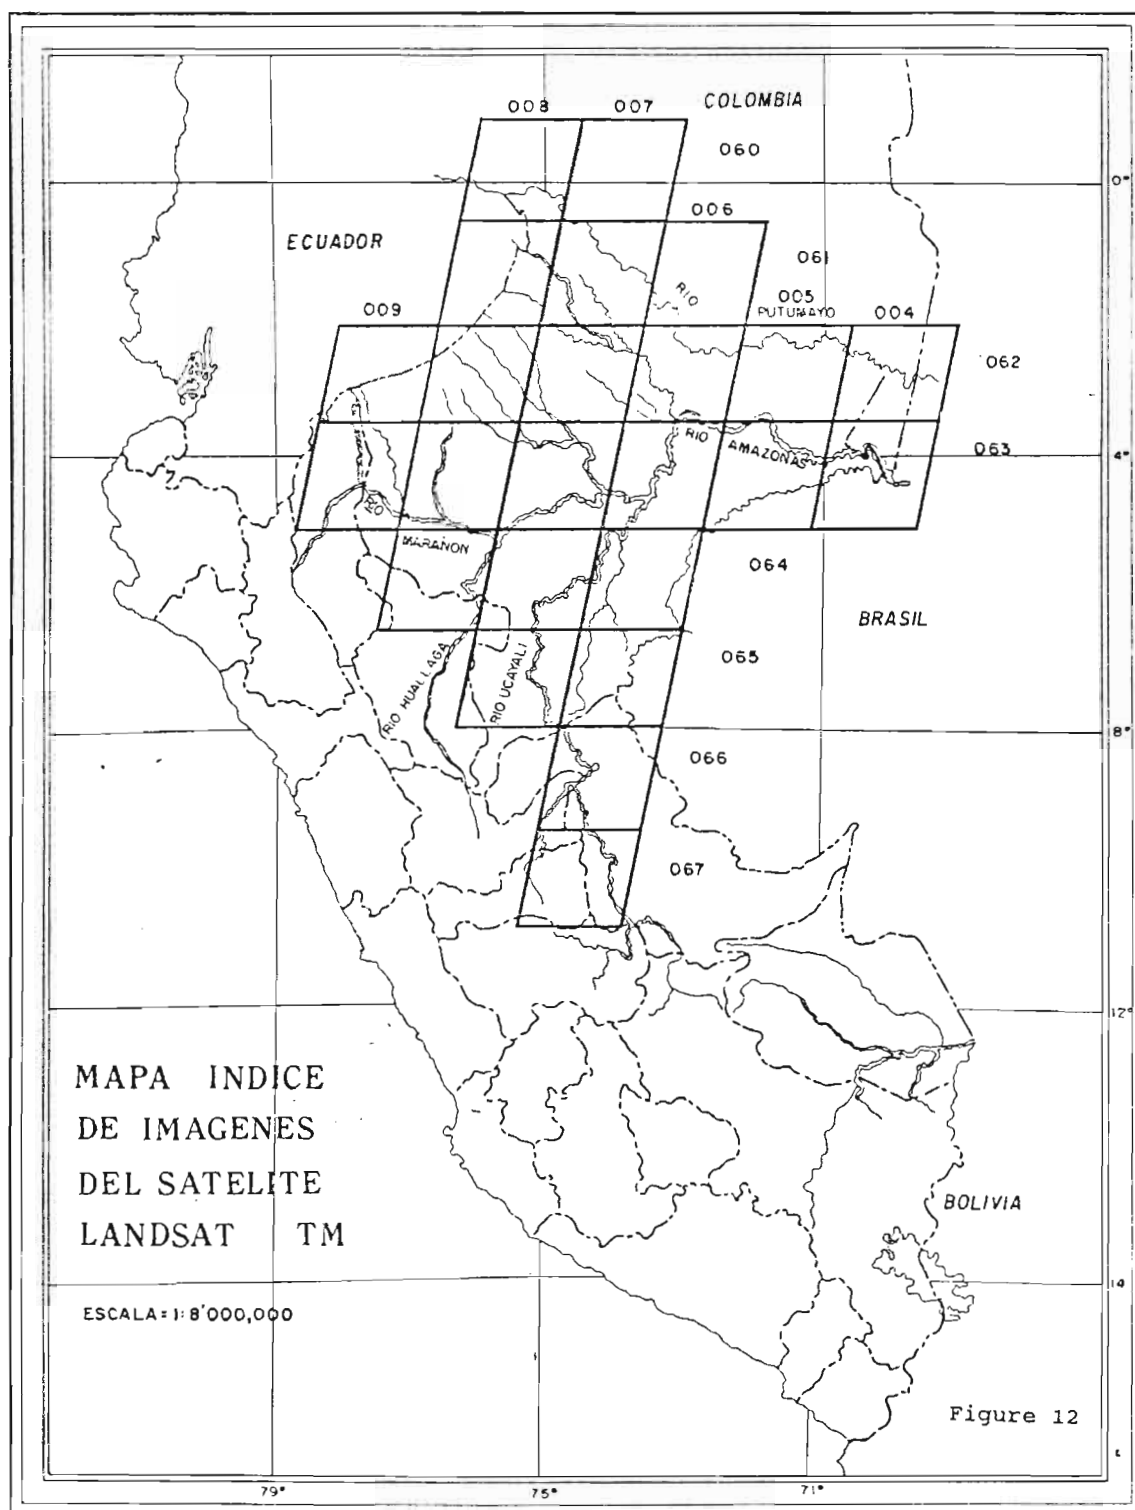 008
007
COLOMBIA
060
0°
006
ECUADOR
061
005
RIO
PUTUMAYO
004
009
062
RIO
AMAZONAS
063
4°
RIO
MARAÑON
064
BRASIL
065
RIO HUALLAGA
RIO UCAYALI
8°
066
067
12°
MAPA INDICE
DE IMAGENES
DEL SATELITE
LANDSAT TM
BOLIVIA
14
ESCALA=1:8'000,000
Figure 12
79°
75°
71°